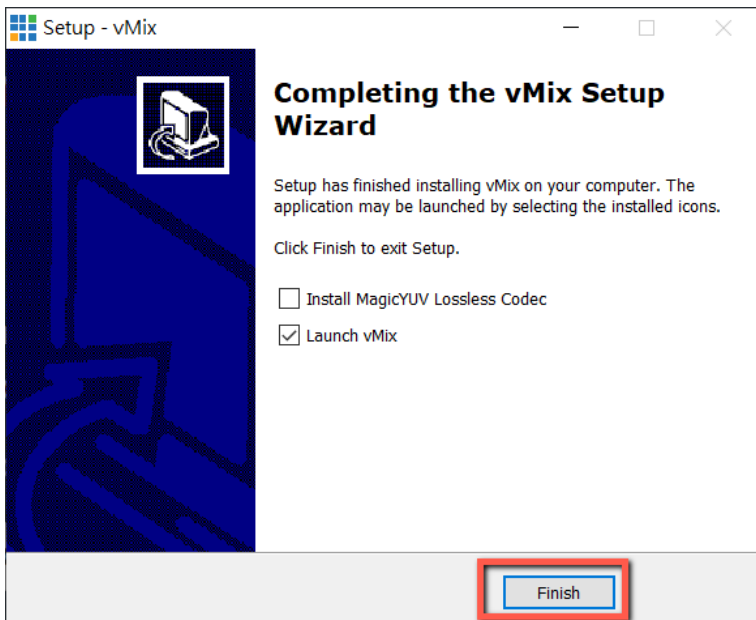 Setup - vMix
Completing the vMix Setup
Wizard
Setup has finished installing vMix on your computer. The
application may be launched by selecting the installed icons.
Click Finish to exit Setup.
Install MagicYUV Lossless Codec
Launch vMix
Finish